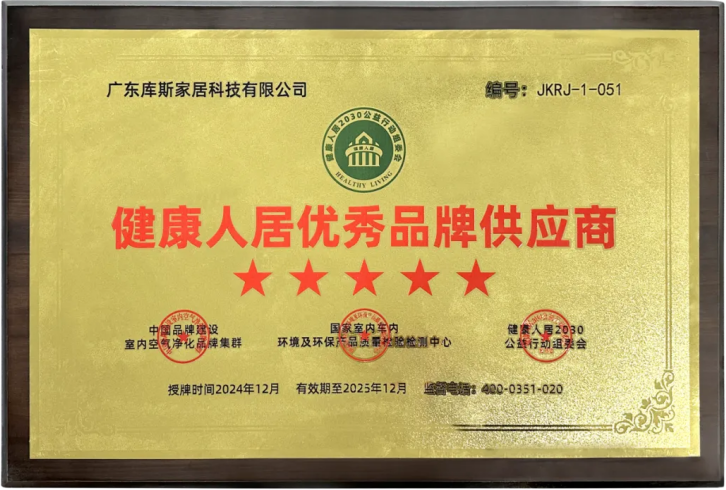 广东库斯家居科技有限公司
编号：JKRJ-1-051
健康人居2030公益行动组委会
健康人居
HEALTHY LIVING
健康人居优秀品牌供应商
中国品牌建设
室内空气净化品牌集群
国家室内车内
环境及环保产品质量检验检测中心
健康人居2030
公益行动组委会
授牌时间2024年12月 有效期至2025年12月 监督电话：400-0351-020